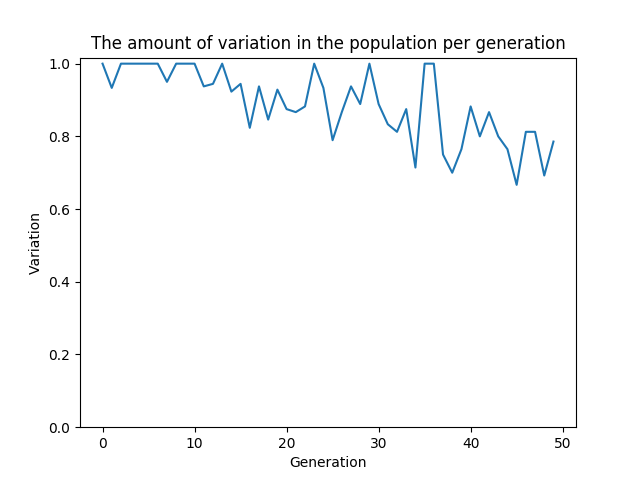 The amount of variation in the population per generation
1.0
0.8
0.6
0.4
0.2
0.0
Variation
0 10 20 30 40 50
Generation